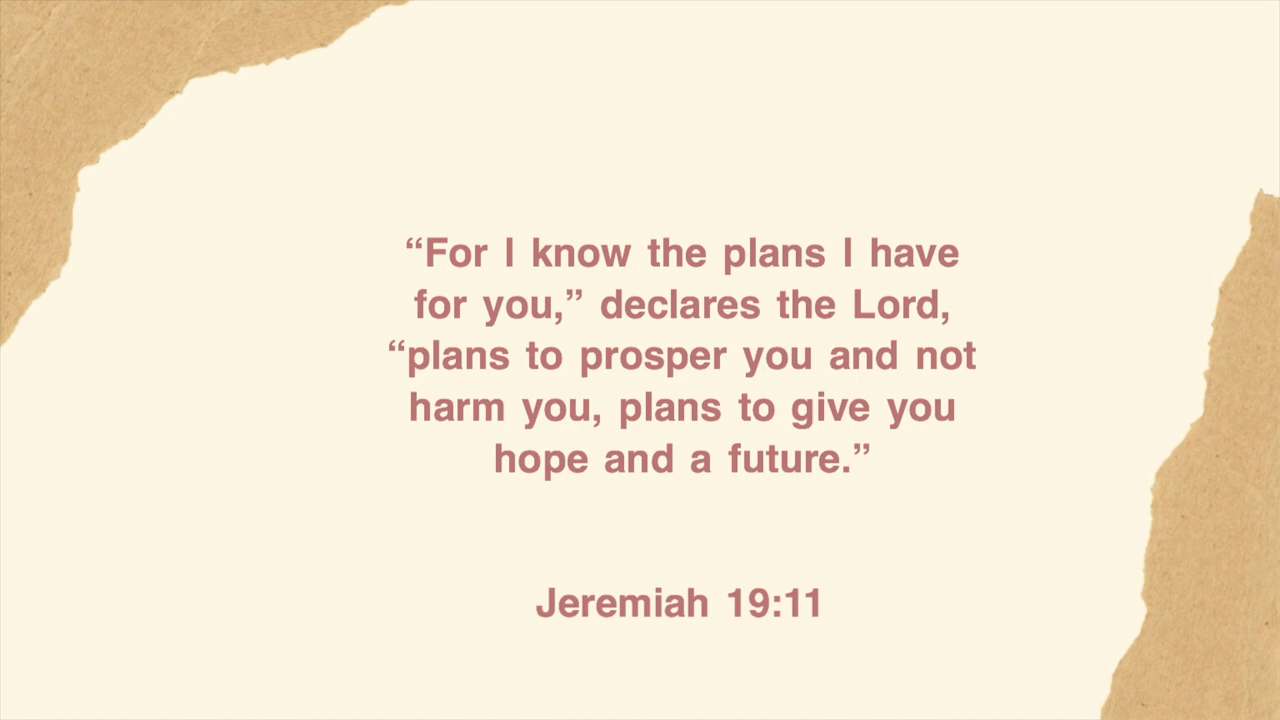 “For I know the plans I have
for you,” declares the Lord,
“plans to prosper you and not
harm you, plans to give you
hope and a future.”
Jeremiah 19:11